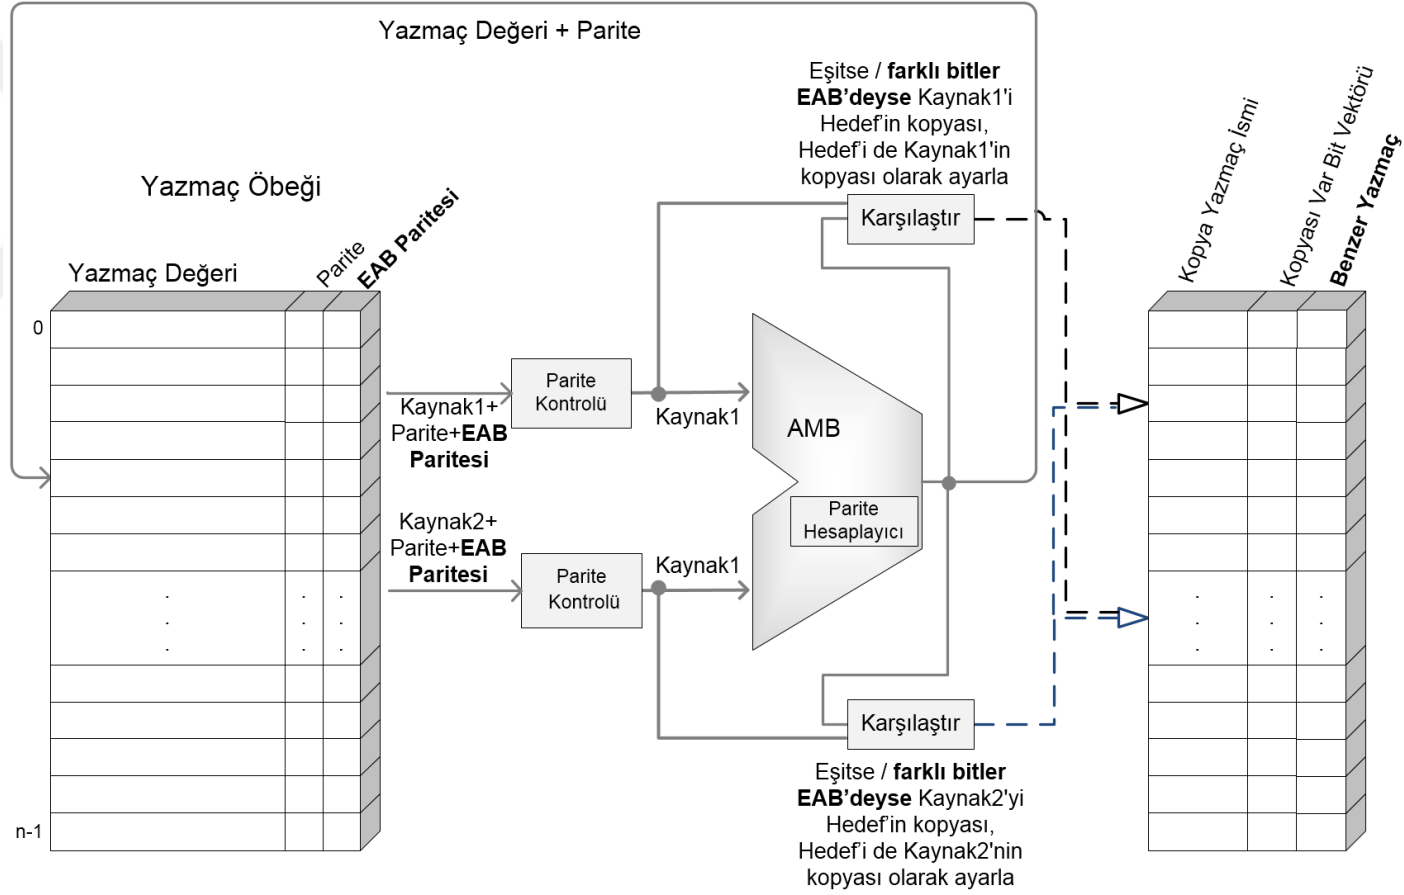 Yazmaç Değeri + Parite
Eşitse / farklı bitler
EAB’deyse Kaynak1'i
Hedef’in kopyası,
Hedef’i de Kaynak1'in
kopyası olarak ayarla
Yazmaç Öbeği
Yazmaç Değeri
Parite
EAB Paritesi
Karşılaştır
Kopya Yazmaç İsmi
Kopyası Var Bit Vektörü
Benzer Yazmaç
0
Kaynak1+
Parite+EAB
Paritesi
Parite
Kontrolü
Kaynak1
AMB
Parite
Hesaplayıcı
Kaynak2+
Parite+EAB
Paritesi
Parite
Kontrolü
Kaynak1
Karşılaştır
Eşitse / farklı bitler
EAB’deyse Kaynak2'yi
Hedef’in kopyası,
Hedef’i de Kaynak2'nin
kopyası olarak ayarla
n-1